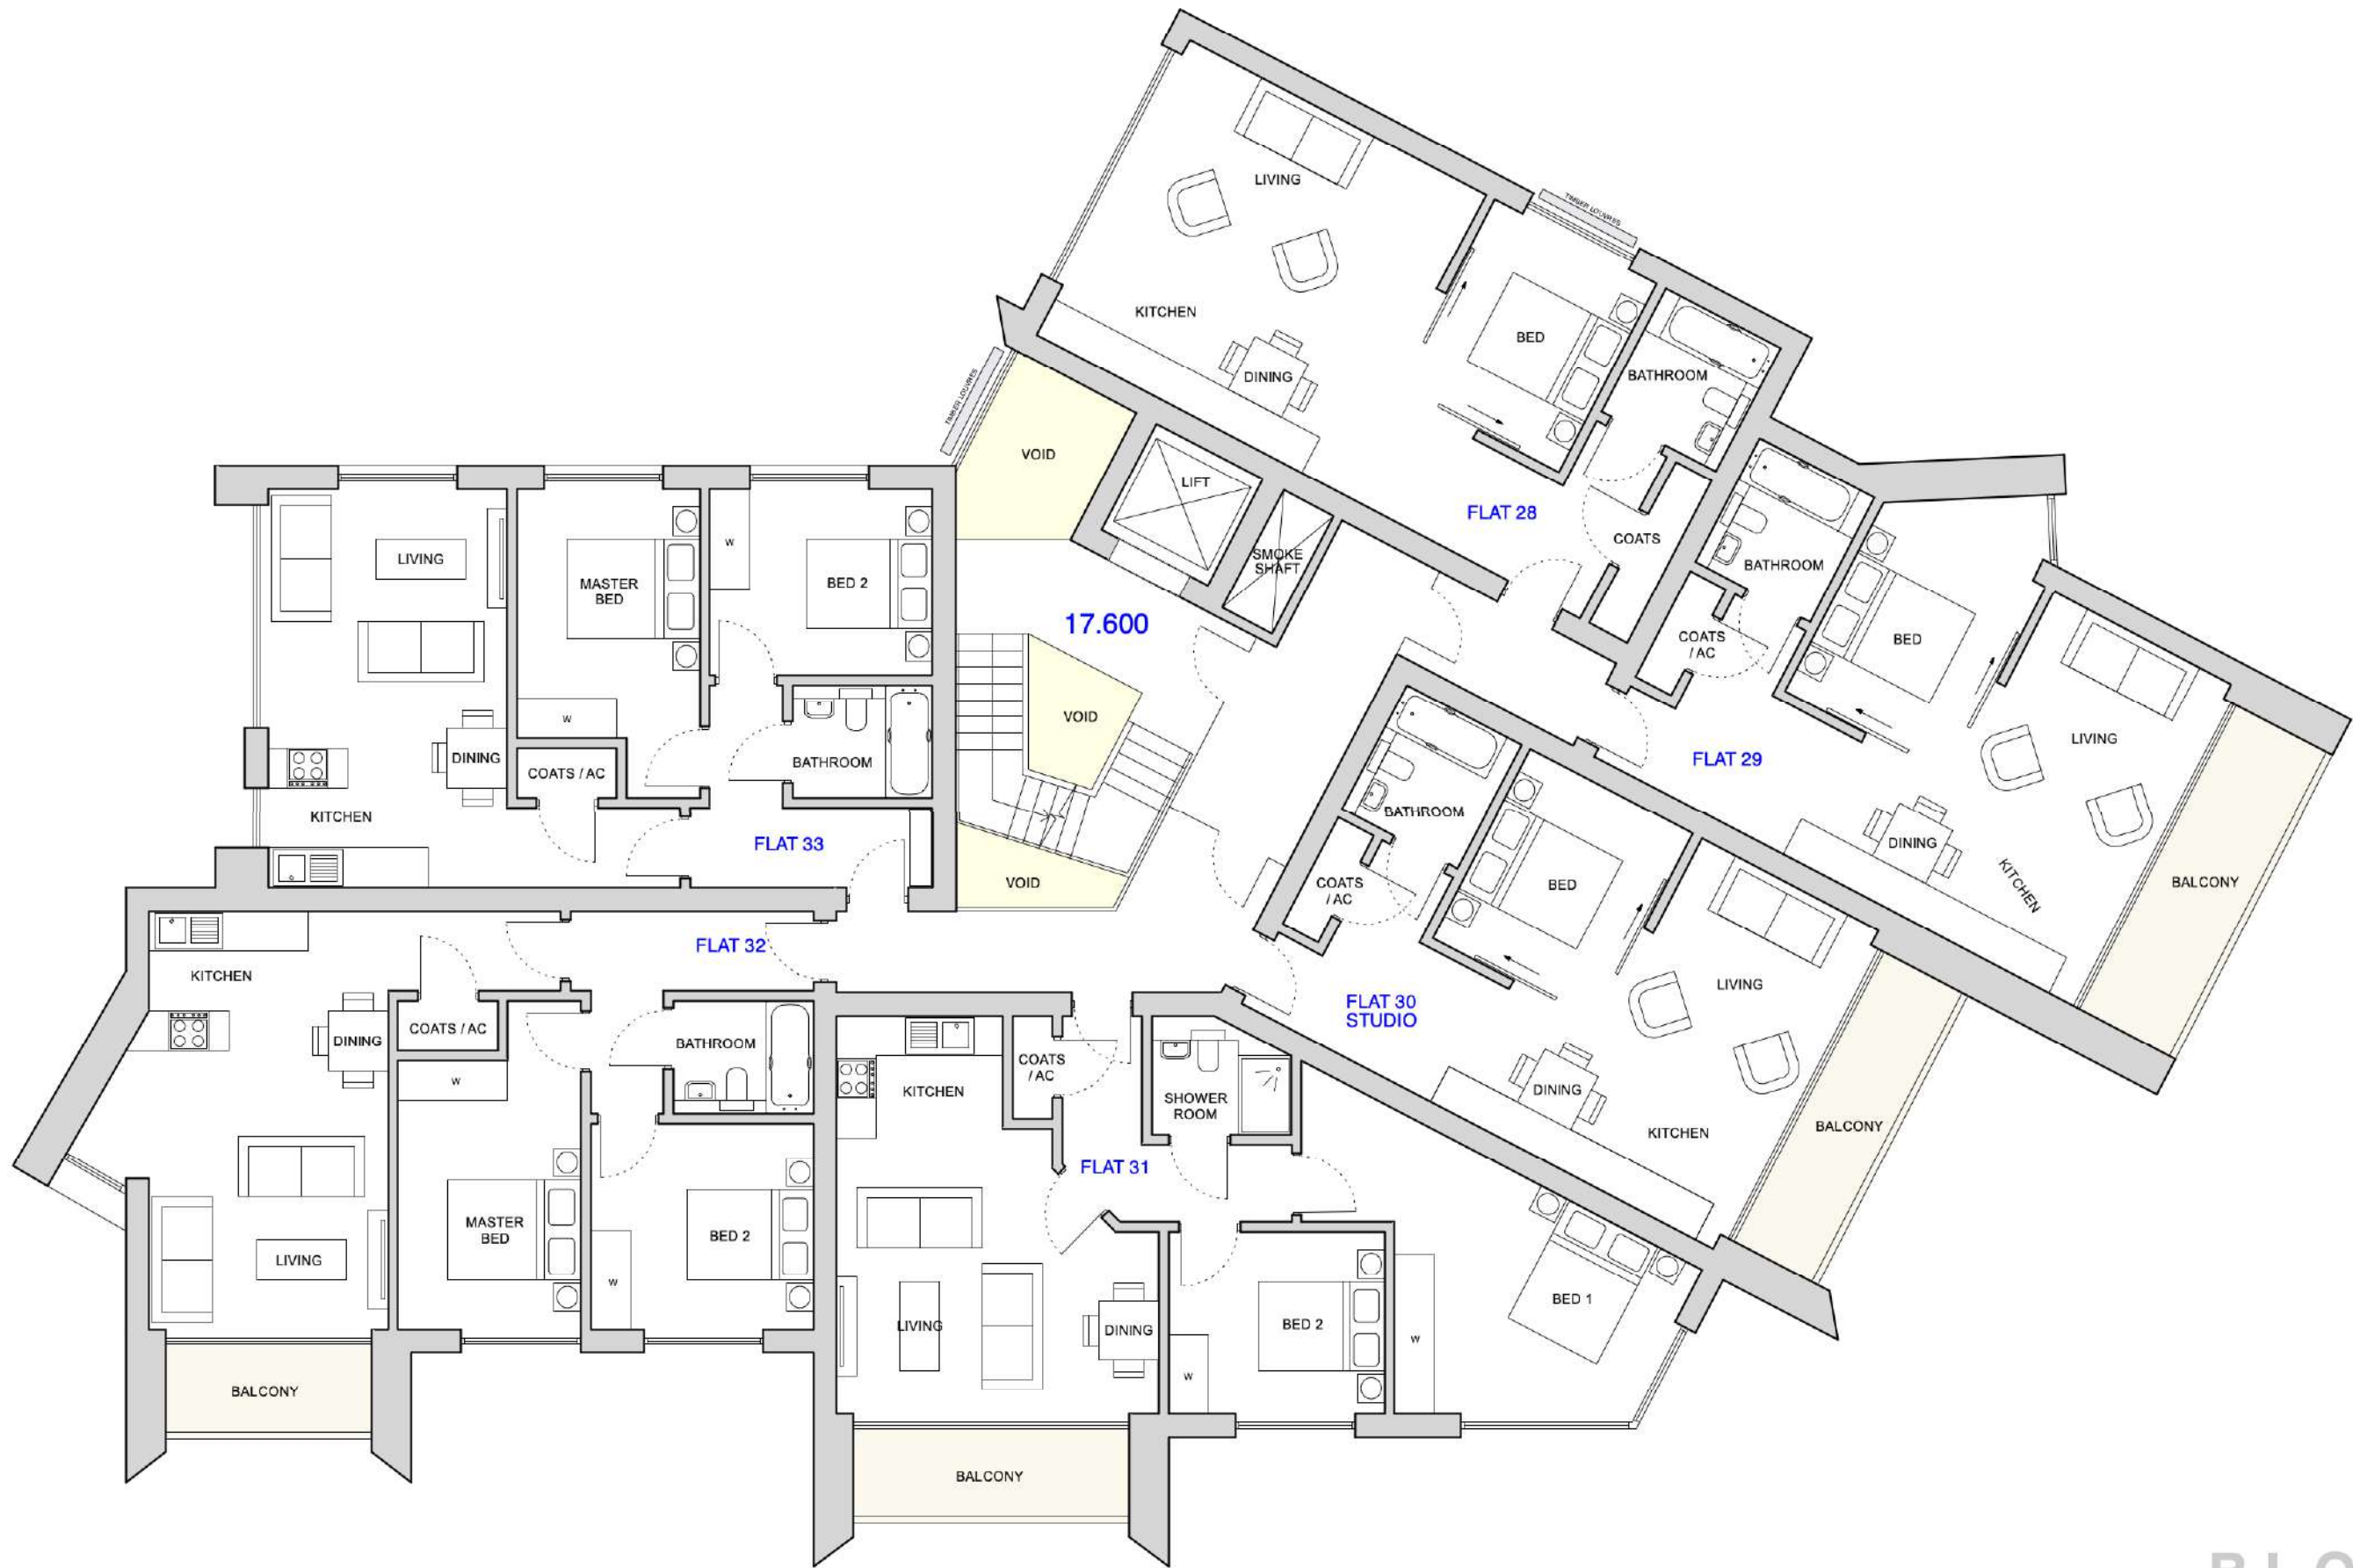 TIMBER LOUVRES
LIVING
KITCHEN
DINING
BED
BATHROOM
FLAT 28
COATS
TIMBER LOUVRES
VOID
LIFT
SMOKE
SHAFT
17.600
VOID
VOID
BATHROOM
COATS
/ AC
BED
LIVING
FLAT 29
DINING
KITCHEN
BALCONY
BATHROOM
COATS
/ AC
BED
LIVING
FLAT 30
STUDIO
DINING
KITCHEN
BALCONY
LIVING
MASTER
BED
W
BED 2
W
DINING
COATS / AC
BATHROOM
KITCHEN
FLAT 33
FLAT 32
KITCHEN
DINING
COATS / AC
BATHROOM
W
MASTER
BED
BED 2
W
LIVING
BALCONY
KITCHEN
COATS
/ AC
SHOWER
ROOM
FLAT 31
LIVING
DINING
BED 2
W
BED 1
W
BALCONY